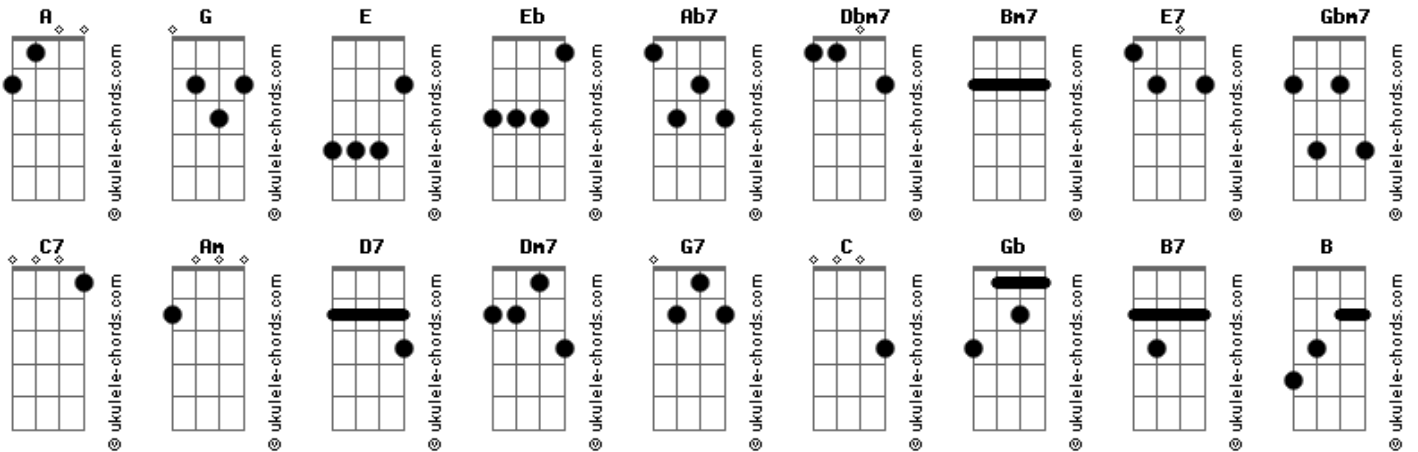 A G E Eb Ab7 Dbm7 Bm7 E7 Gbm7
© ukulele-chords.com © ukulele-chords.com © ukulele-chords.com © ukulele-chords.com © ukulele-chords.com © ukulele-chords.com © ukulele-chords.com © ukulele-chords.com © ukulele-chords.com
C7 Am D7 Dm7 G7 C Gb B7 B
© ukulele-chords.com © ukulele-chords.com © ukulele-chords.com © ukulele-chords.com © ukulele-chords.com © ukulele-chords.com © ukulele-chords.com © ukulele-chords.com © ukulele-chords.com